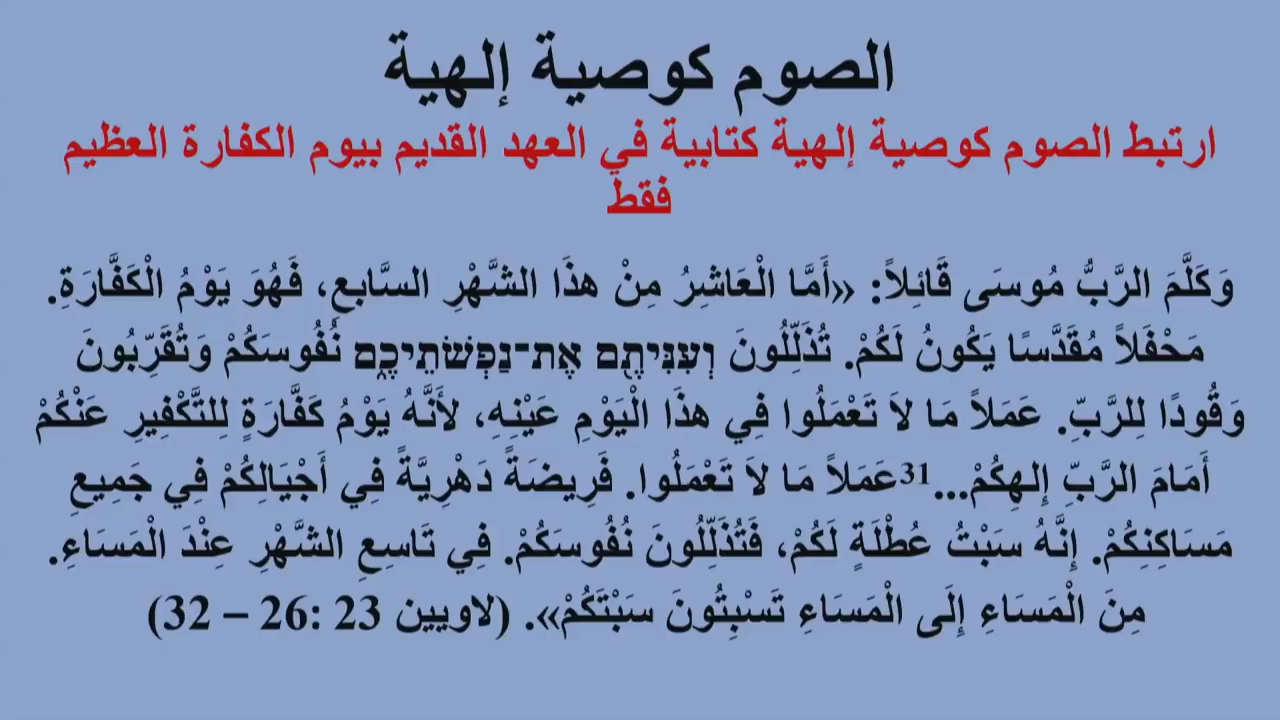 الصوم كوصية إلهية
ارتبط الصوم كوصية إلهية كتابية في العهد القديم بيوم الكفارة العظيم
فقط
وَكَلَّمَ الرَّبُّ مُوسَى قَائِلاً: «أَمَّا الْعَاشِرُ مِنْ هذَا الشَّهْرِ السَّابعِ، فَهُوَ يَوْمُ الْكَفَّارَةِ.
مَحْفَلاً مُقَدَّسًا يَكُونُ لَكُمْ. تُذَلِّلُونَ וְעִנִּיתֶ֖ם אֶת־נַפְשֹׁתֵיכֶ֑ם نُفُوسَكُمْ وَتُقَرِّبُونَ
وَقُودًا لِلرَّبِّ. عَمَلاً مَا لاَ تَعْمَلُوا فِي هذَا الْيَوْمِ عَيْنِهِ، لأَنَّهُ يَوْمُ كَفَّارَةٍ لِلتَّكْفِيرِ عَنْكُمْ
أَمَامَ الرَّبِّ إِلهِكُمْ...31عَمَلاً مَا لاَ تَعْمَلُوا. فَرِيضَةً دَهْرِيَّةً فِي أَجْيَالِكُمْ فِي جَمِيعِ
مَسَاكِنِكُمْ. إِنَّهُ سَبْتُ عُطْلَةٍ لَكُمْ، فَتُذَلِّلُونَ نُفُوسَكُمْ. فِي تَاسِعِ الشَّهْرِ عِنْدَ الْمَسَاءِ.
مِنَ الْمَسَاءِ إِلَى الْمَسَاءِ تَسْبِتُونَ سَبْتَكُمْ». (لاويين 23 :26 – 32)